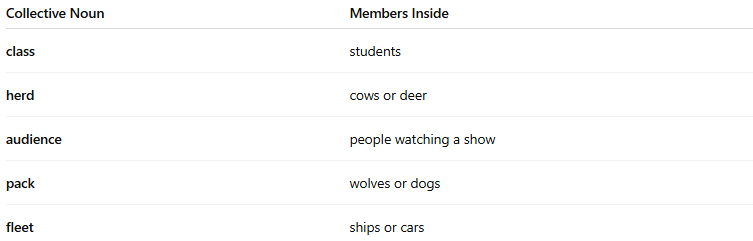 Collective Noun Members Inside
class students
herd cows or deer
audience people watching a show
pack wolves or dogs
fleet ships or cars